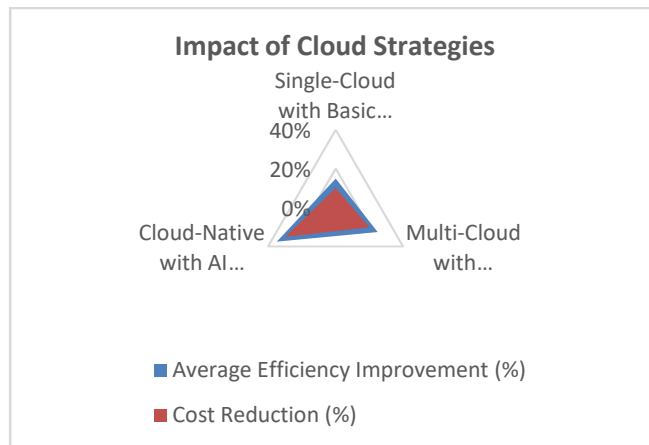 Impact of Cloud Strategies
Single-Cloud
with Basic...
40%
20%
0%
Cloud-Native
with AI...
Multi-Cloud
with...
Average Efficiency Improvement (%)
Cost Reduction (%)